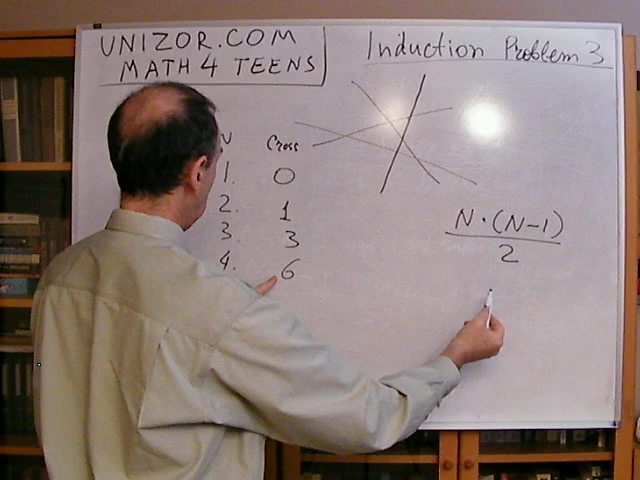 UNIZOR.COM
MATH 4 TEENS
Induction Problem 3
N Cross
1. 0
2. 1
3. 3
4. 6
N·(N-1)
2